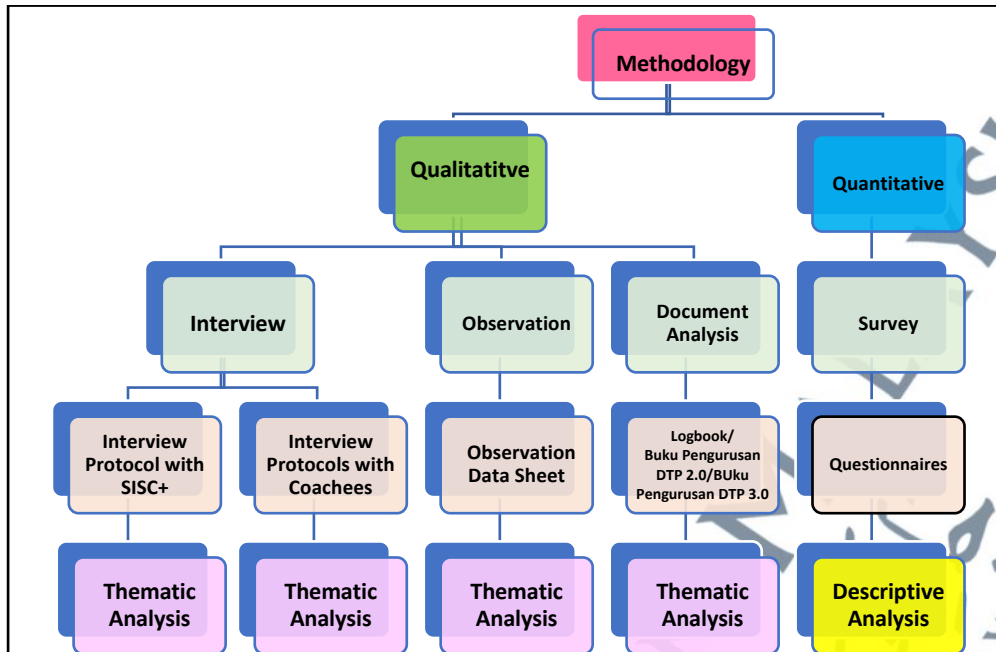 Methodology
Qualitatitve
Quantitative
Interview
Observation
Document
Analysis
Survey
Interview
Protocol with
SISC+
Interview
Protocols with
Coachees
Observation
Data Sheet
Logbook/
Buku Pengurusan
DTP 2.0/BUku
Pengurusan DTP 3.0
Questionnaires
Thematic
Analysis
Thematic
Analysis
Thematic
Analysis
Thematic
Analysis
Descriptive
Analysis